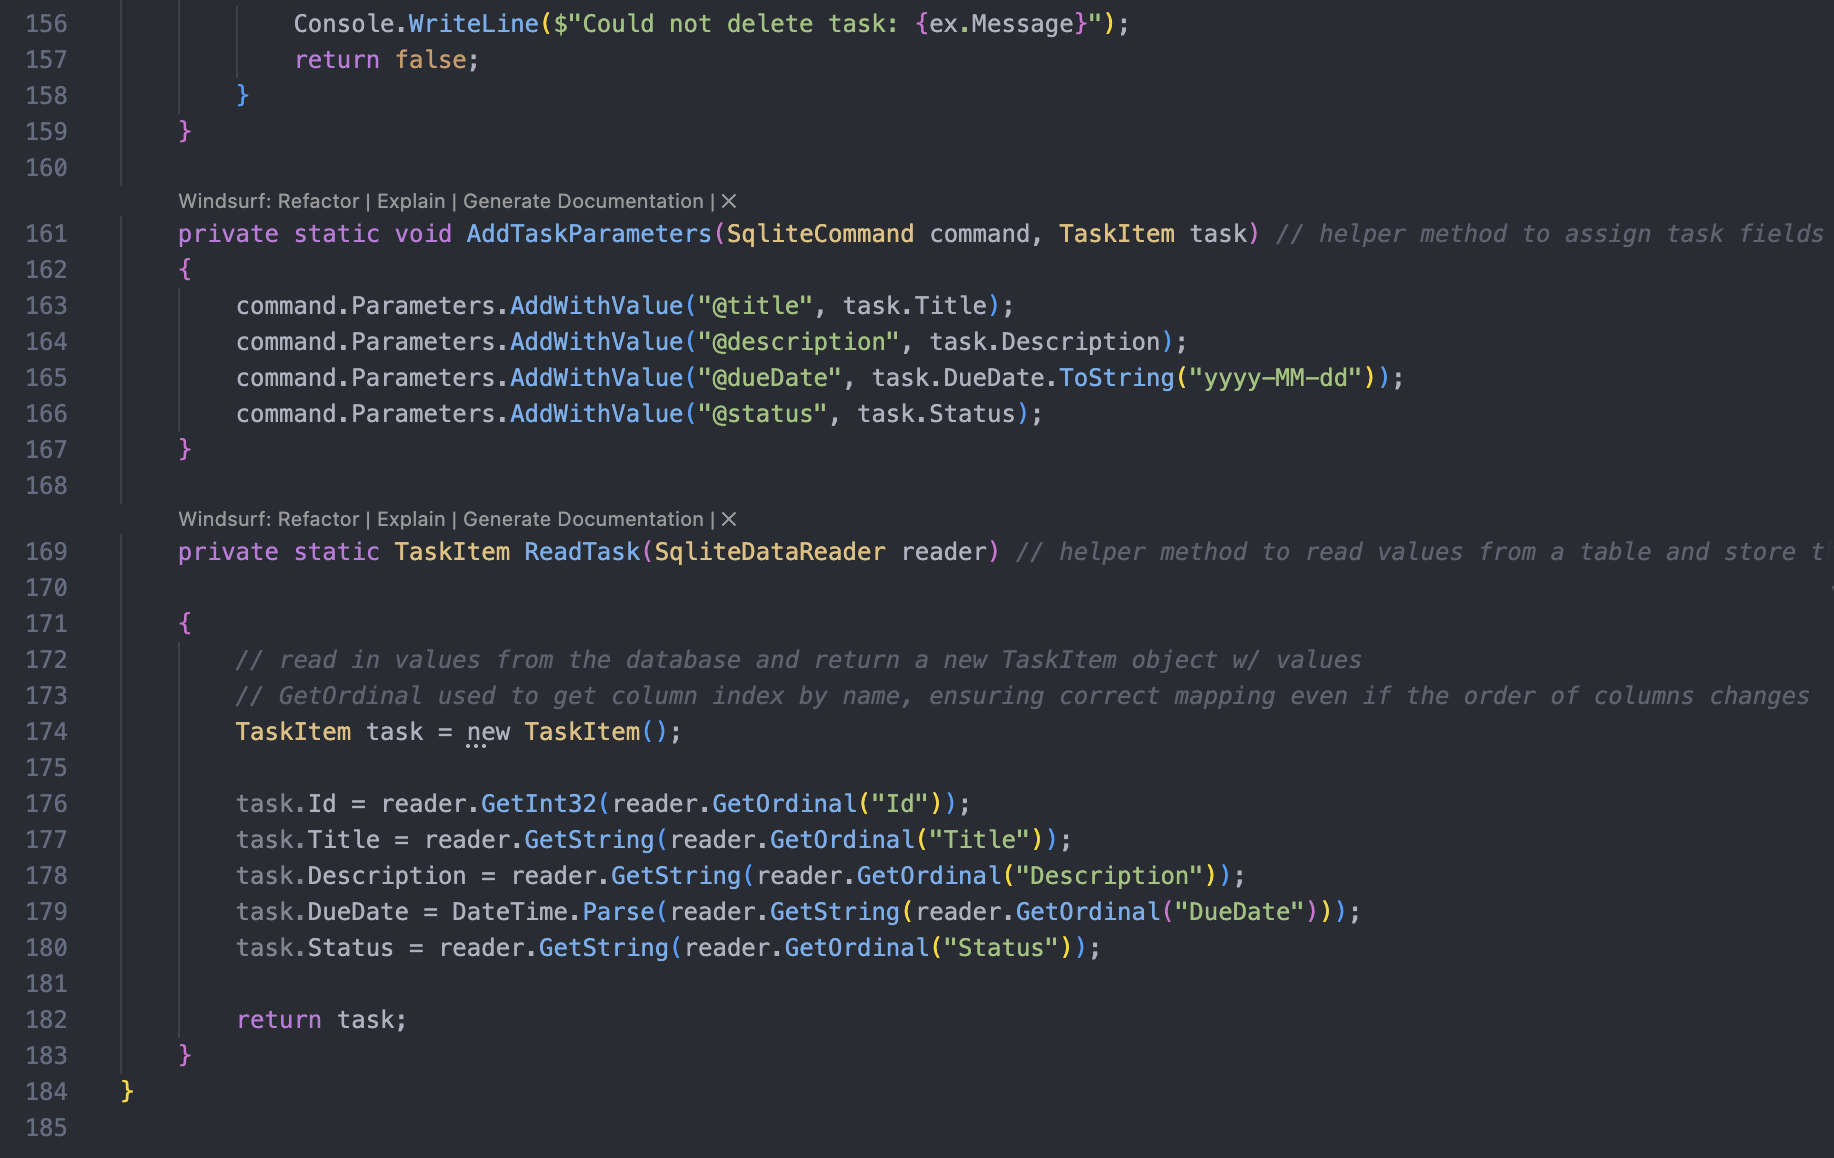 156 Console.WriteLine($"Could not delete task: {ex.Message}");
157 return false;
158 }
159 }
160
Windsurf: Refactor | Explain | Generate Documentation | ×
161 private static void AddTaskParameters(SqliteCommand command, TaskItem task) // helper method to assign task fields
162 {
163 command.Parameters.AddWithValue("@title", task.Title);
164 command.Parameters.AddWithValue("@description", task.Description);
165 command.Parameters.AddWithValue("@dueDate", task.DueDate.ToString("yyyy-MM-dd"));
166 command.Parameters.AddWithValue("@status", task.Status);
167 }
168
Windsurf: Refactor | Explain | Generate Documentation | ×
169 private static TaskItem ReadTask(SqliteDataReader reader) // helper method to read values from a table and store
170
171 {
172 // read in values from the database and return a new TaskItem object w/ values
173 // GetOrdinal used to get column index by name, ensuring correct mapping even if the order of columns changes
174 TaskItem task = new TaskItem();
175
176 task.Id = reader.GetInt32(reader.GetOrdinal("Id"));
177 task.Title = reader.GetString(reader.GetOrdinal("Title"));
178 task.Description = reader.GetString(reader.GetOrdinal("Description"));
179 task.DueDate = DateTime.Parse(reader.GetString(reader.GetOrdinal("DueDate")));
180 task.Status = reader.GetString(reader.GetOrdinal("Status"));
181
182 return task;
183 }
184 }
185